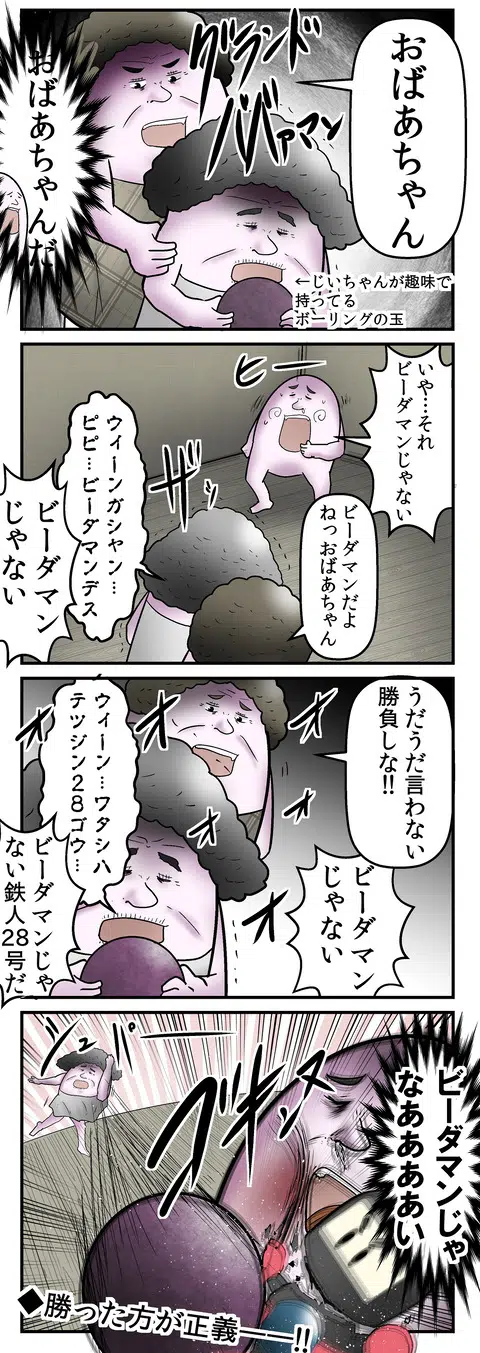 おばあちゃん
グランド
ばぁマン
おばあちゃんだ
←じいちゃんが趣味で
持ってる
ボーリングの玉
いや…それ
ビーダマンじゃない
ヒー
ビーダマンだよ
ねっおばあちゃん
ザッ
ウィーンガシャン…
ピピ…ビーダマンデス
ビーダマン
じゃない
うだうだ言わない
勝負しな!!
オォ
オォ
オォ
オォ
オォ
ビーダマン
じゃない
ウィーン…ワタシハ
テツジン28ゴウ…
ビーダマンじゃ
ない鉄人28号だ
ビーダマンじゃ
なああああい
ゴキンヌ
ジュバー
◆勝った方が正義――!!